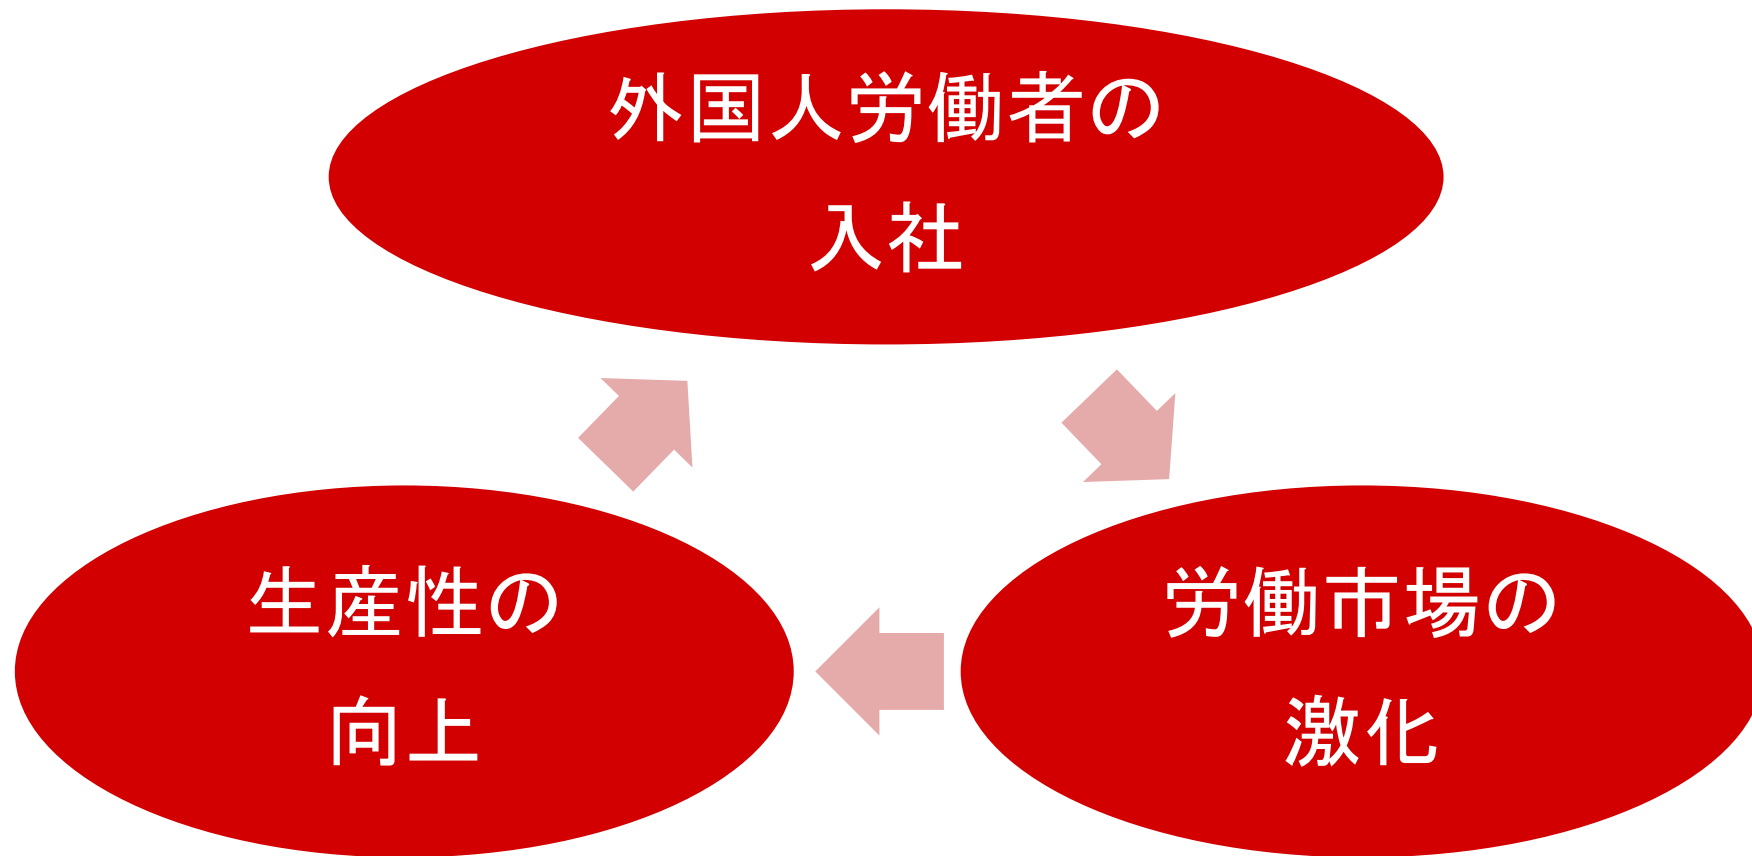 外国人労働者の
入社
労働市場の
激化
生産性の
向上